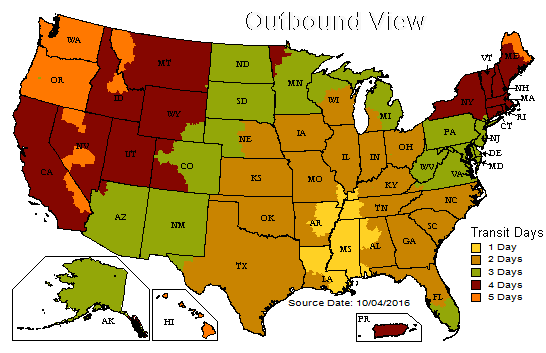 Outbound View
WA
OR
CA
NV
ID
MT
WY
UT
CO
AZ
NM
ND
SD
NE
KS
OK
TX
MN
IA
MO
AR
LA
WI
IL
MI
IN
OH
KY
TN
MS
AL
GA
FL
SC
NC
VA
WV
PA
NY
VT
ME
NH
MA
RI
CT
NJ
DE
MD
AK
HI
PR
Transit Days
1 Day
2 Days
3 Days
4 Days
5 Days
Source Date: 10/04/2016